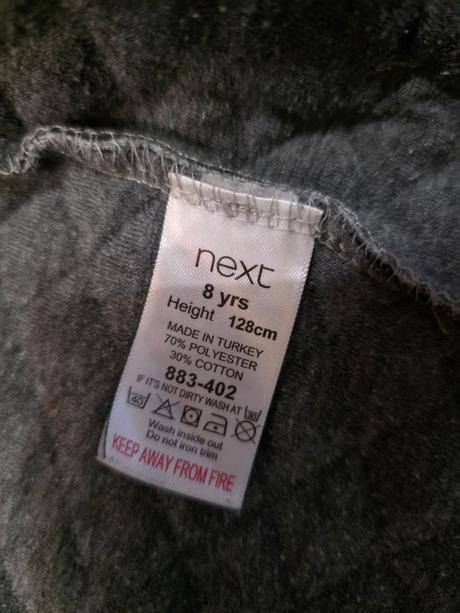 next
8 yrs
Height 128cm
MADE IN TURKEY
70% POLYESTER
30% COTTON
883-402
IF IT'S NOT DIRTY WASH AT 30
40
Wash inside out
Do not iron trim
KEEP AWAY FROM FIRE